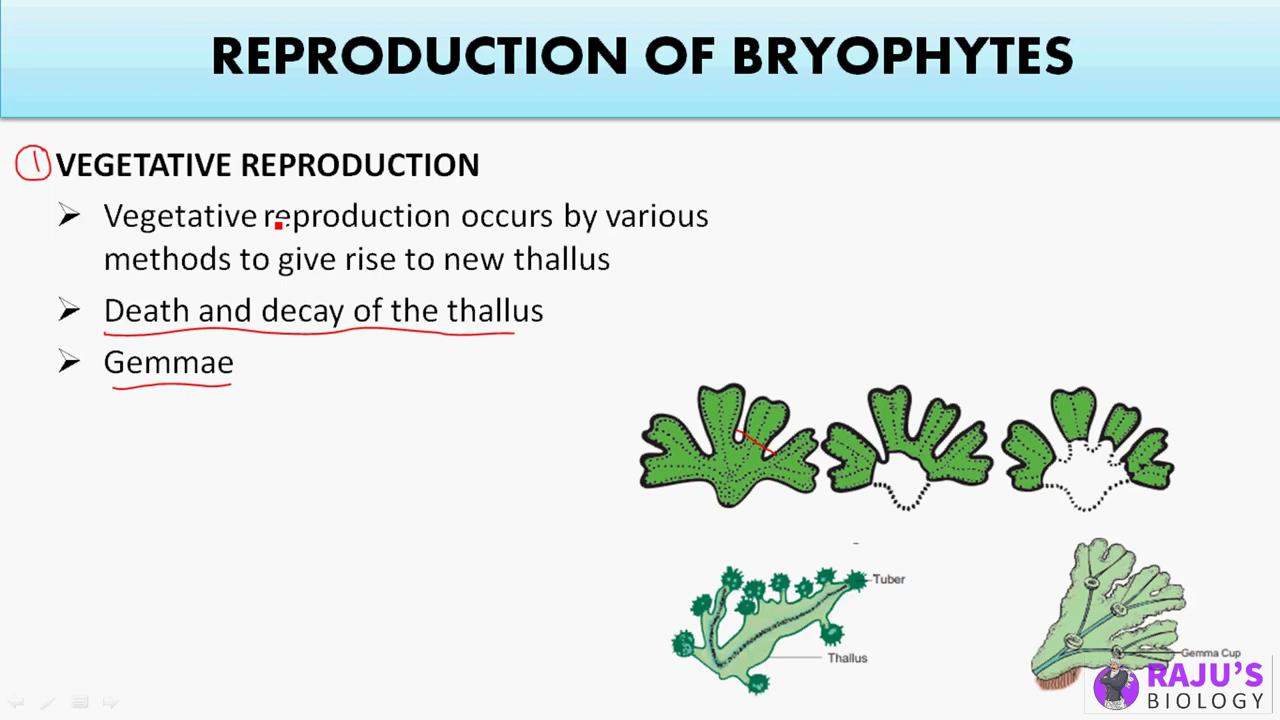 REPRODUCTION OF BRYOPHYTES
1 VEGETATIVE REPRODUCTION
Vegetative reproduction occurs by various
methods to give rise to new thallus
Death and decay of the thallus
Gemmae
Tuber
Thallus
Gemma Cup
RAJU'S
BIOLOGY